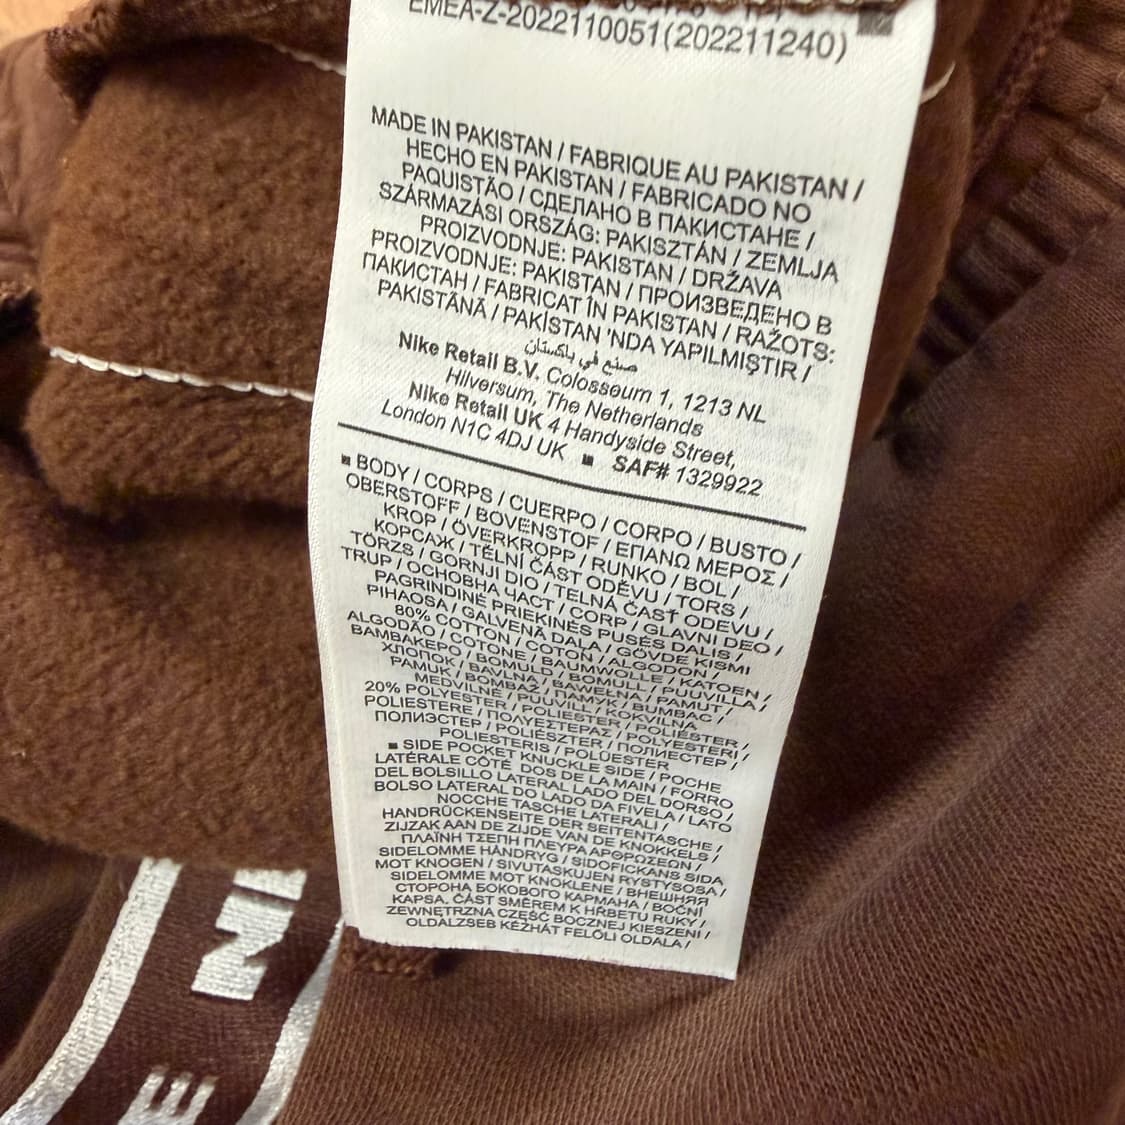 EMEA-Z-2022110051(202211240)
MADE IN PAKISTAN / FABRIQUE AU PAKISTAN /
HECHO EN PAKISTAN / FABRICADO NO
PAQUISTÃO / СДЕЛАНО В ПАКИСТАНЕ /
SZÁRMAZÁSI ORSZÁG: PAKISZTÁN / ZEMLJA
PROIZVODNJE: PAKISTAN / DRŽAVA
PROIZVODNJE: PAKISTAN / ПРОИЗВЕДЕНО В
ПАКИСТАН / FABRICAT ÎN PAKISTAN / RAŽOTS:
PAKISTĀNĀ / PAKİSTAN 'NDA YAPILMIŞTIR /
صنع في باكستان
Nike Retail B.V. Colosseum 1, 1213 NL
Hilversum, The Netherlands
Nike Retail UK 4 Handyside Street,
London N1C 4DJ UK ■ SAF# 1329922
■ BODY / CORPS / CUERPO / CORPO / BUSTO /
OBERSTOFF / BOVENSTOF / ΕΠΑΝΩ ΜΕΡΟΣ /
KROP / ÖVERKROPP / RUNKO / BOL /
КОРСАЖ / TĚLNÍ ČÁST ODĚVU / TORS /
TÖRZS / GORNJI DIO / TELNÁ ČASŤ ODEVU /
TRUP / ОСНОВНА ЧАСТ / CORP / GLAVNI DEO /
PAGRINDINĖ PRIEKINĖS PUSĖS DALIS /
PIHAOSA / GALVENĀ DAĻA / GÖVDE KISMI
80% COTTON / COTON / ALGODÓN /
ALGODÃO / COTONE / BAUMWOLLE / KATOEN /
ΒΑΜΒΑΚΕΡΟ / BOMULD / BOMULL / PUUVILLA /
ХЛОПОК / BAVLNA / BAWEŁNA / PAMUT /
PAMUK / BOMBAŽ / ПАМУК / BUMBAC /
MEDVILNĖ / PUUVILL / KOKVILNA
20% POLYESTER / POLIESTER / POLIÉSTER /
POLIESTERE / ΠΟΛΥΕΣΤΕΡΑΣ / POLYESTERI /
ПОЛИЭСТЕР / POLIÉSZTER / ПОЛИЕСТЕР /
POLIESTERIS / POLÜESTER
■ SIDE POCKET KNUCKLE SIDE / POCHE
LATÉRALE CÔTÉ DOS DE LA MAIN / FORRO
DEL BOLSILLO LATERAL LADO DEL DORSO /
BOLSO LATERAL DO LADO DA FIVELA / LATO
NOCCHE TASCHE LATERALI /
HANDRÜCKENSEITE DER SEITENTASCHE /
ZIJZAK AAN DE ZIJDE VAN DE KNOKKELS /
ΠΛΑΪΝΗ ΤΣΕΠΗ ΠΛΕΥΡΑ ΑΡΘΡΩΣΕΩΝ /
SIDELOMME HÅNDRYG / SIDOFICKANS SIDA
MOT KNOGEN / SIVUTASKUJEN RYSTYSOSA /
SIDELOMME MOT KNOKLENE / ВНЕШНЯЯ
СТОРОНА БОКОВОГО КАРМАНА / BOČNÍ
KAPSA. ČÁST SMĚREM K HŘBETU RUKY /
ZEWNĘTRZNA CZĘŚĆ BOCZNEJ KIESZENI /
OLDALZSEB KÉZHÁT FELŐLI OLDALA /
N
E